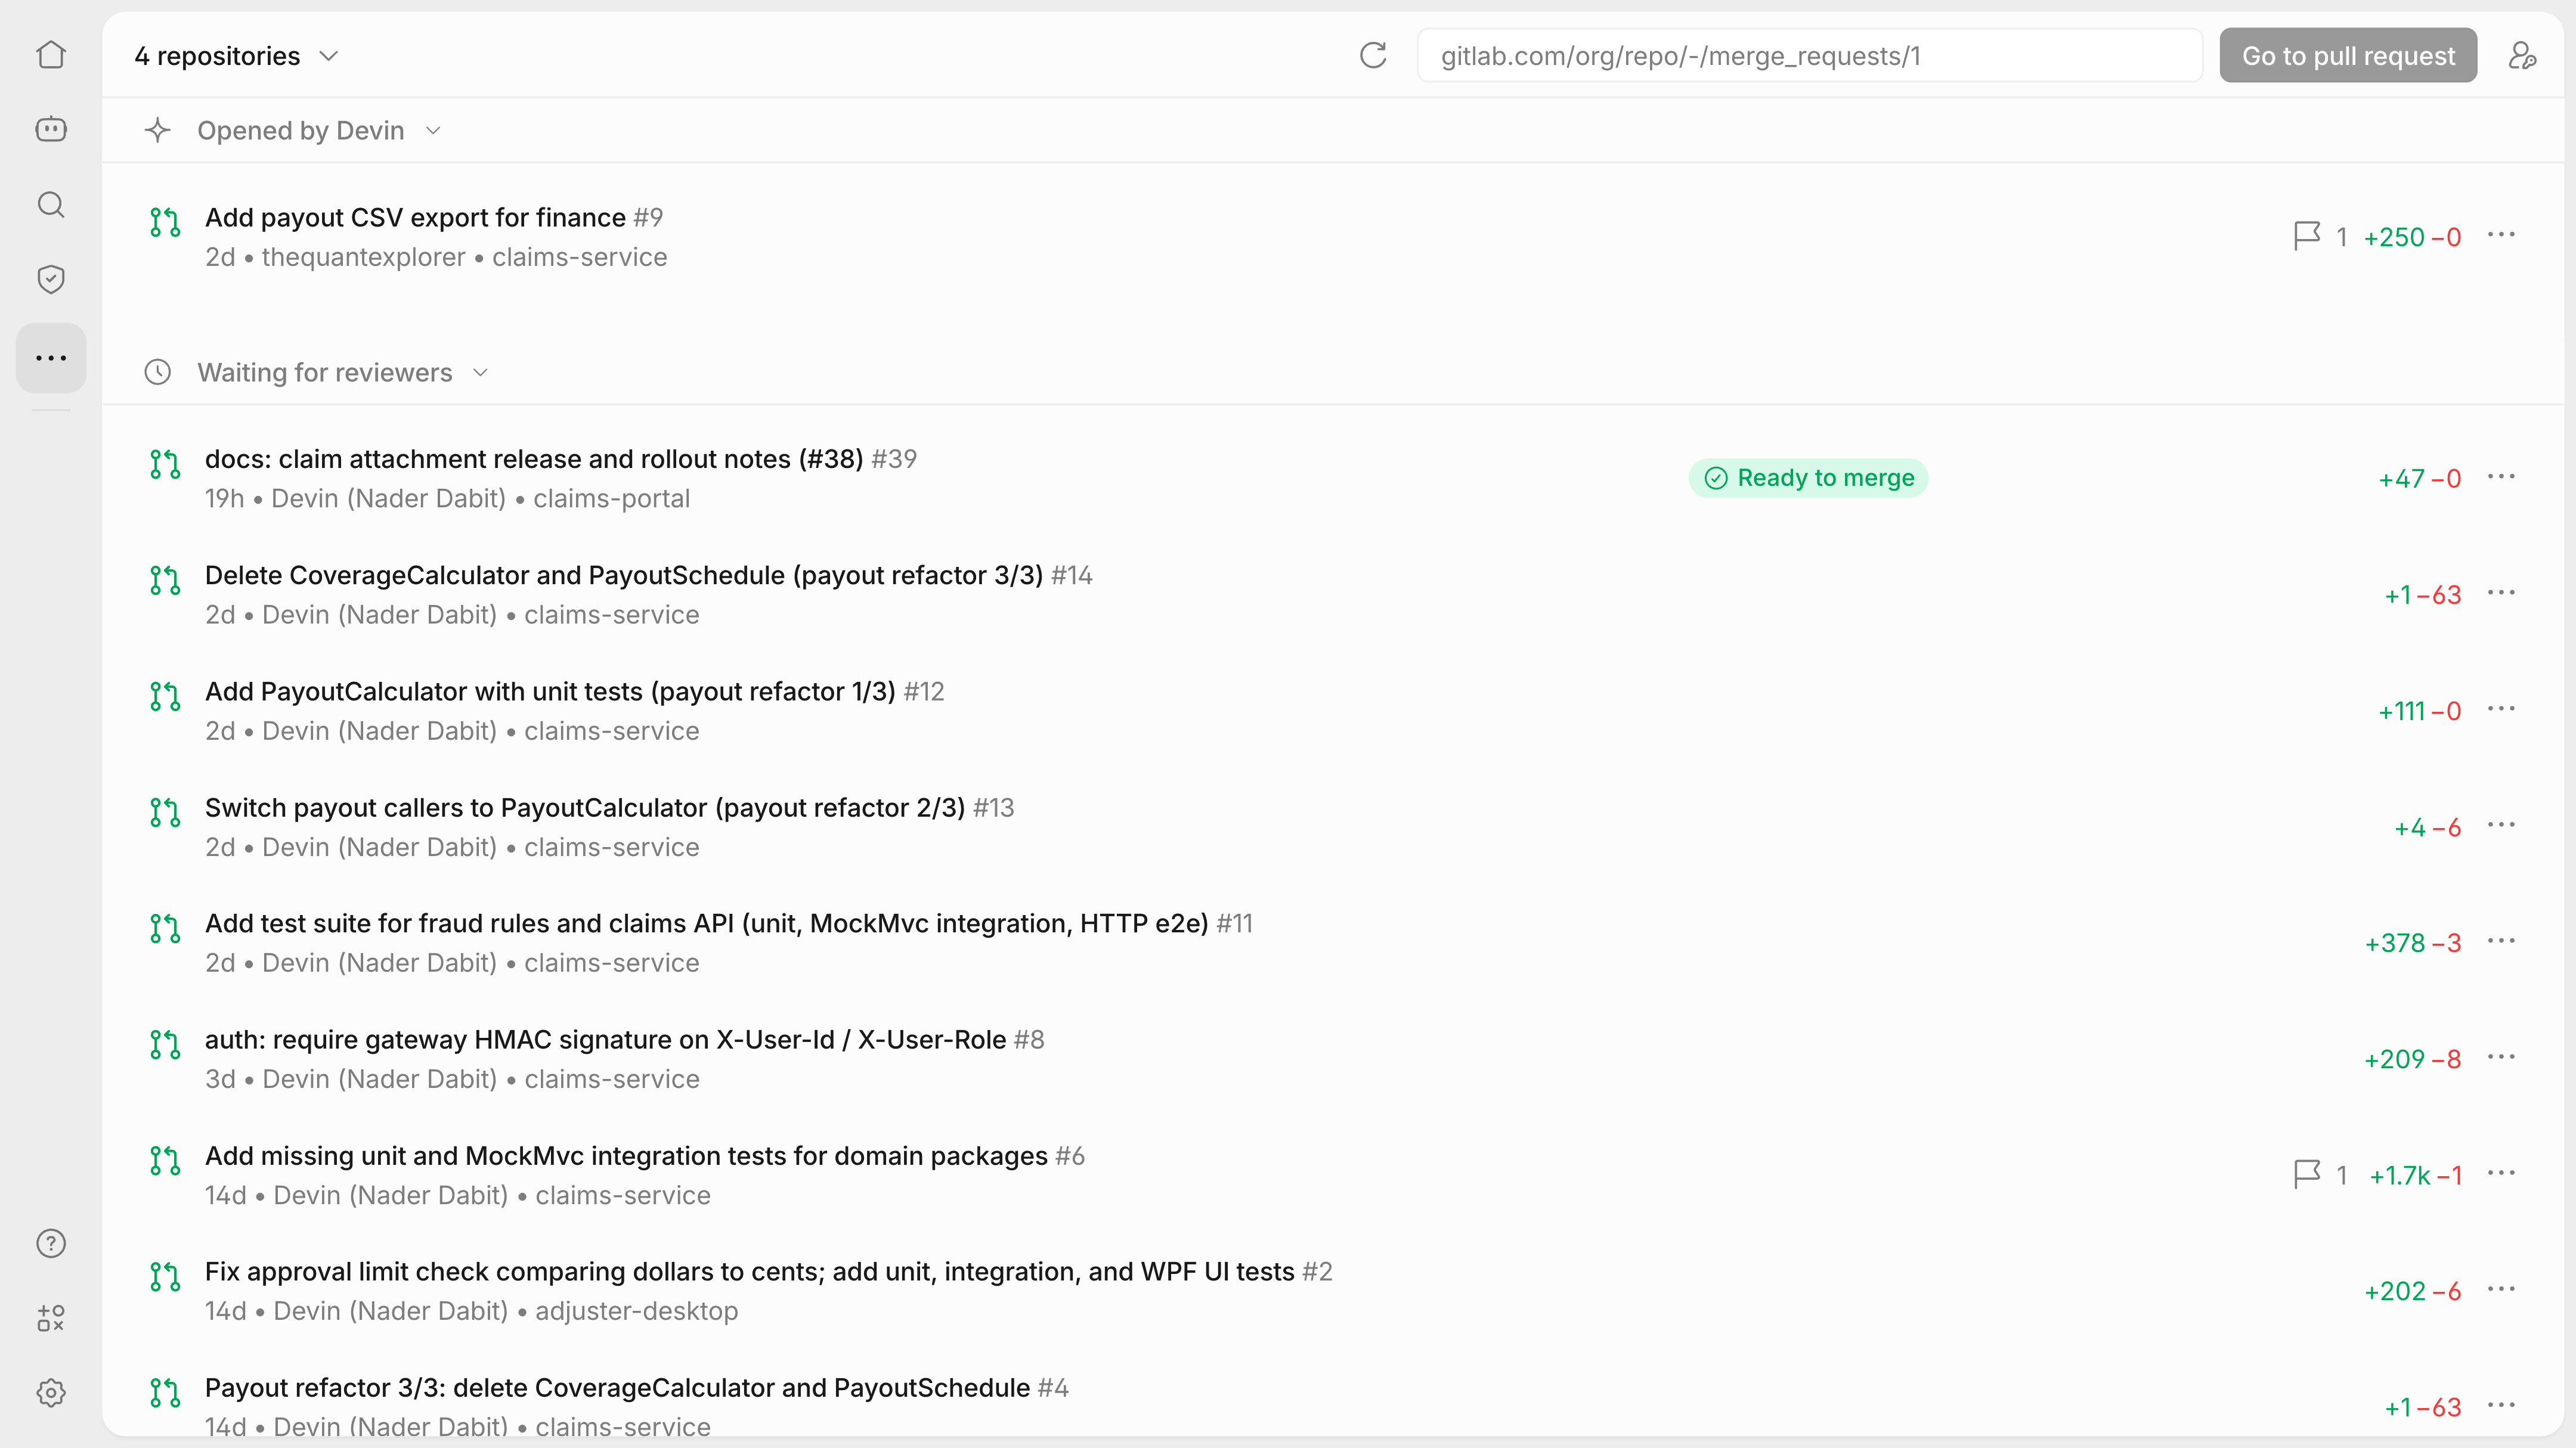 4 repositories
gitlab.com/org/repo/-/merge_requests/1
Go to pull request
Opened by Devin
Add payout CSV export for finance #9
2d • thequantexplorer • claims-service
1 +250 −0
Waiting for reviewers
docs: claim attachment release and rollout notes (#38) #39
19h • Devin (Nader Dabit) • claims-portal
Ready to merge
+47 −0
Delete CoverageCalculator and PayoutSchedule (payout refactor 3/3) #14
2d • Devin (Nader Dabit) • claims-service
+1 −63
Add PayoutCalculator with unit tests (payout refactor 1/3) #12
2d • Devin (Nader Dabit) • claims-service
+111 −0
Switch payout callers to PayoutCalculator (payout refactor 2/3) #13
2d • Devin (Nader Dabit) • claims-service
+4 −6
Add test suite for fraud rules and claims API (unit, MockMvc integration, HTTP e2e) #11
2d • Devin (Nader Dabit) • claims-service
+378 −3
auth: require gateway HMAC signature on X-User-Id / X-User-Role #8
3d • Devin (Nader Dabit) • claims-service
+209 −8
Add missing unit and MockMvc integration tests for domain packages #6
14d • Devin (Nader Dabit) • claims-service
1 +1.7k −1
Fix approval limit check comparing dollars to cents; add unit, integration, and WPF UI tests #2
14d • Devin (Nader Dabit) • adjuster-desktop
+202 −6
Payout refactor 3/3: delete CoverageCalculator and PayoutSchedule #4
14d • Devin (Nader Dabit) • claims-service
+1 −63